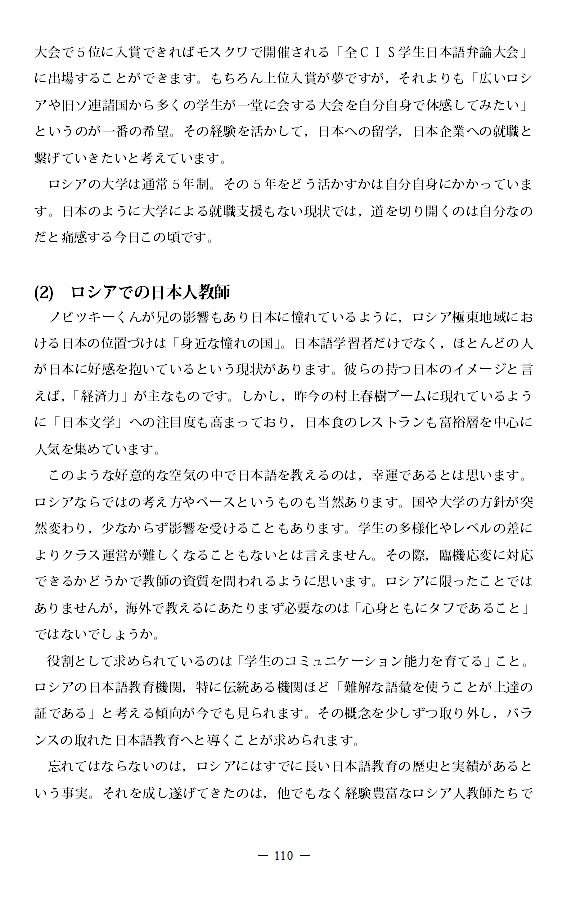 大会で５位に入賞できればモスクワで開催される「全ＣＩＳ学生日本語弁論大会」
に出場することができます。もちろん上位入賞が夢ですが，それよりも「広いロシ
アや旧ソ連諸国から多くの学生が一堂に会する大会を自分自身で体感してみたい」
というのが一番の希望。その経験を活かして，日本への留学，日本企業への就職と
繋げていきたいと考えています。
　ロシアの大学は通常５年制。その５年をどう活かすかは自分自身にかかっていま
す。日本のように大学による就職支援もない現状では，道を切り開くのは自分なの
だと痛感する今日この頃です。
(2)　ロシアでの日本人教師
　ノビツキーくんが兄の影響もあり日本に憧れているように，ロシア極東地域にお
ける日本の位置づけは「身近な憧れの国」。日本語学習者だけでなく，ほとんどの人
が日本に好感を抱いているという現状があります。彼らの持つ日本のイメージと言
えば，「経済力」が主なものです。しかし，昨今の村上春樹ブームに現れているよう
に「日本文学」への注目度も高まっており，日本食のレストランも富裕層を中心に
人気を集めています。
　このような好意的な空気の中で日本語を教えるのは，幸運であるとは思います。
ロシアならではの考え方やペースというものも当然あります。国や大学の方針が突
然変わり，少なからず影響を受けることもあります。学生の多様化やレベルの差に
よりクラス運営が難しくなることもないとは言えません。その際，臨機応変に対応
できるかどうかで教師の資質を問われるように思います。ロシアに限ったことでは
ありませんが，海外で教えるにあたりまず必要なのは「心身ともにタフであること」
ではないでしょうか。
　役割として求められているのは「学生のコミュニケーション能力を育てる」こと。
ロシアの日本語教育機関，特に伝統ある機関ほど「難解な語彙を使うことが上達の
証である」と考える傾向が今でも見られます。その概念を少しずつ取り外し，バラ
ンスの取れた日本語教育へと導くことが求められます。
　忘れてはならないのは，ロシアにはすでに長い日本語教育の歴史と実績があると
いう事実。それを成し遂げてきたのは，他でもなく経験豊富なロシア人教師たちで
― 110 ―